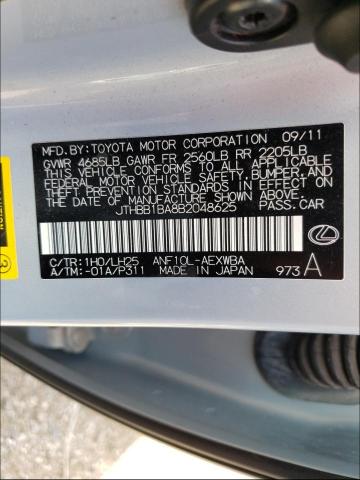 MFD.BY:TOYOTA MOTOR CORPORATION 09/11
GVWR 4685LB GAWR FR 2560LB RR 2205LB
THIS VEHICLE CONFORMS TO ALL APPLICABLE
FEDERAL MOTOR VEHICLE SAFETY, BUMPER, AND
THEFT PREVENTION STANDARDS IN EFFECT ON
THE DATE OF MANUFACTURE SHOWN ABOVE.
JTHBB1BA8B2048625 PASS.CAR
C/TR:1H0/LH25 ANF10L-AEXWBA
A/TM:-01A/P311 MADE IN JAPAN 973 A